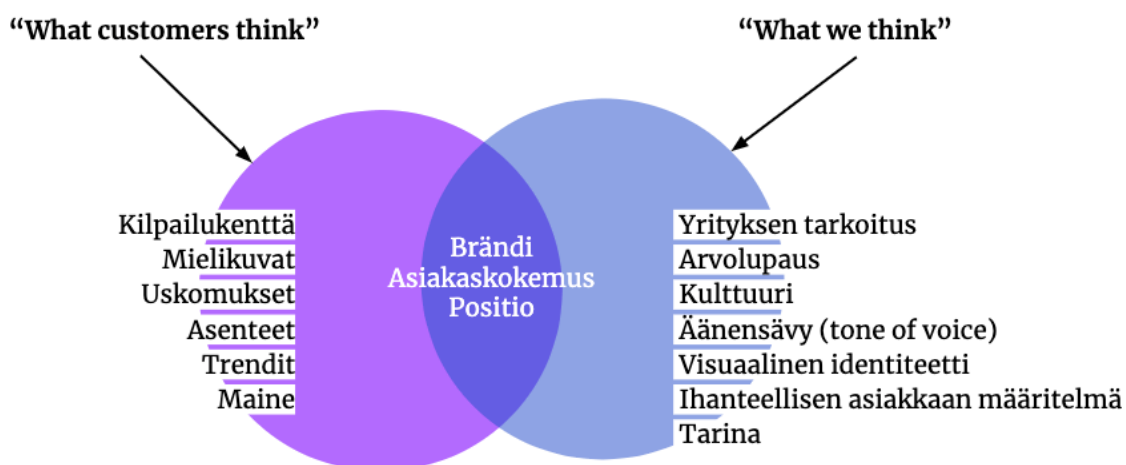 “What customers think”
“What we think”
Kilpailukenttä
Mielikuvat
Uskomukset
Asenteet
Trendit
Maine
Brändi
Asiakaskokemus
Positio
Yrityksen tarkoitus
Arvolupaus
Kulttuuri
Äänensävy (tone of voice)
Visuaalinen identiteetti
Ihanteellisen asiakkaan määritelmä
Tarina